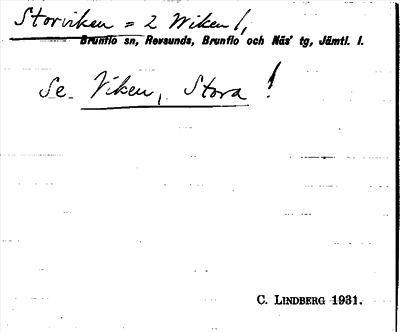 Storviken = 2 Wiken!,
Brunflo sn, Revsunds, Brunflo och Näs' tg, Jämtl. l.
Se Viken, Stora!
C. LINDBERG 1931.